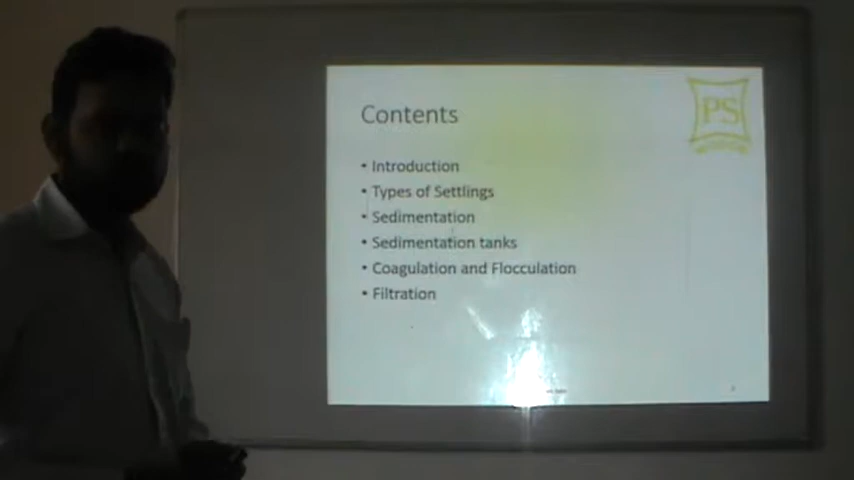 PS
Contents
• Introduction
• Types of Settlings
• Sedimentation
• Sedimentation tanks
• Coagulation and Flocculation
• Filtration